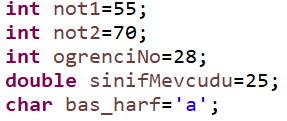 int not1=55;
int not2=70;
int ogrenciNo=28;
double sinifMevcudu=25;
char bas_harf='a';